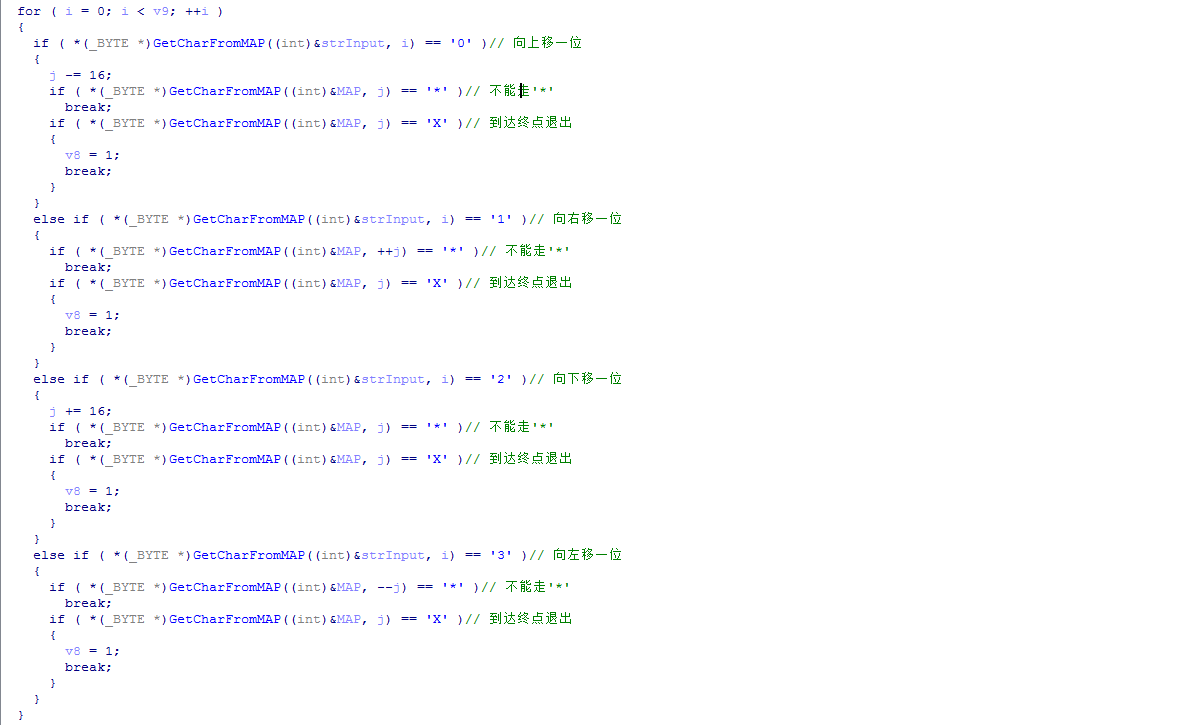 for ( i = 0; i < v9; ++i )
{
  if ( *(_BYTE *)GetCharFromMAP((int)&strInput, i) == '0' )// 向上移一位
  {
    j -= 16;
    if ( *(_BYTE *)GetCharFromMAP((int)&MAP, j) == '*' )// 不能走'*'
      break;
    if ( *(_BYTE *)GetCharFromMAP((int)&MAP, j) == 'X' )// 到达终点退出
    {
      v8 = 1;
      break;
    }
  }
  else if ( *(_BYTE *)GetCharFromMAP((int)&strInput, i) == '1' )// 向右移一位
  {
    if ( *(_BYTE *)GetCharFromMAP((int)&MAP, ++j) == '*' )// 不能走'*'
      break;
    if ( *(_BYTE *)GetCharFromMAP((int)&MAP, j) == 'X' )// 到达终点退出
    {
      v8 = 1;
      break;
    }
  }
  else if ( *(_BYTE *)GetCharFromMAP((int)&strInput, i) == '2' )// 向下移一位
  {
    j += 16;
    if ( *(_BYTE *)GetCharFromMAP((int)&MAP, j) == '*' )// 不能走'*'
      break;
    if ( *(_BYTE *)GetCharFromMAP((int)&MAP, j) == 'X' )// 到达终点退出
    {
      v8 = 1;
      break;
    }
  }
  else if ( *(_BYTE *)GetCharFromMAP((int)&strInput, i) == '3' )// 向左移一位
  {
    if ( *(_BYTE *)GetCharFromMAP((int)&MAP, --j) == '*' )// 不能走'*'
      break;
    if ( *(_BYTE *)GetCharFromMAP((int)&MAP, j) == 'X' )// 到达终点退出
    {
      v8 = 1;
      break;
    }
  }
}